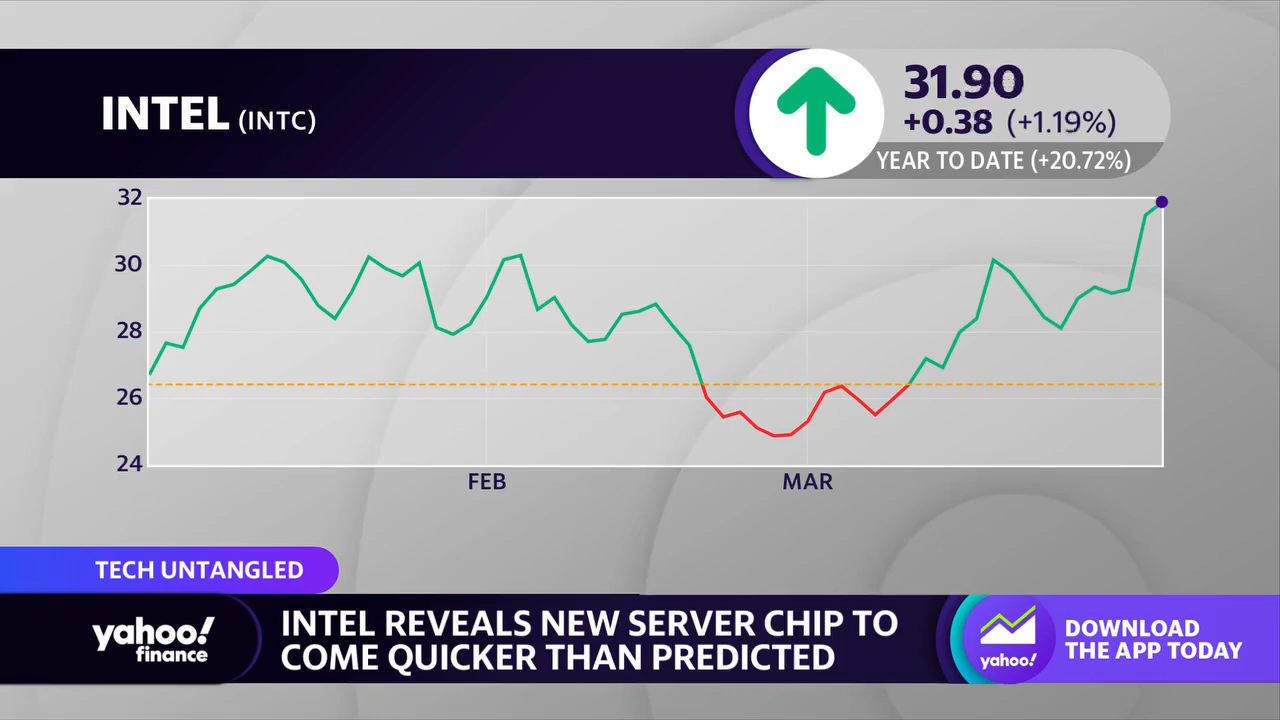 INTEL (INTC)
31.90
+0.38 (+1.19%)
YEAR TO DATE (+20.72%)
32
30
28
26
24
FEB
MAR
TECH UNTANGLED
yahoo!
finance
INTEL REVEALS NEW SERVER CHIP TO
COME QUICKER THAN PREDICTED
yahoo!
DOWNLOAD
THE APP TODAY